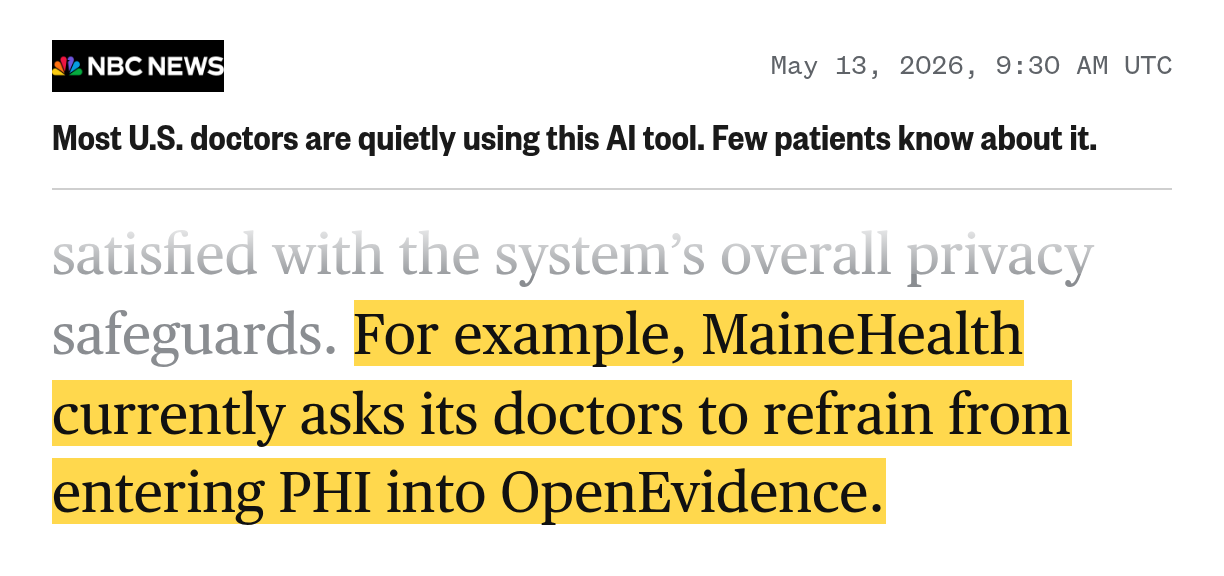 NBC NEWS
May 13, 2026, 9:30 AM UTC
Most U.S. doctors are quietly using this AI tool. Few patients know about it.
satisfied with the system’s overall privacy
safeguards. For example, MaineHealth
currently asks its doctors to refrain from
entering PHI into OpenEvidence.